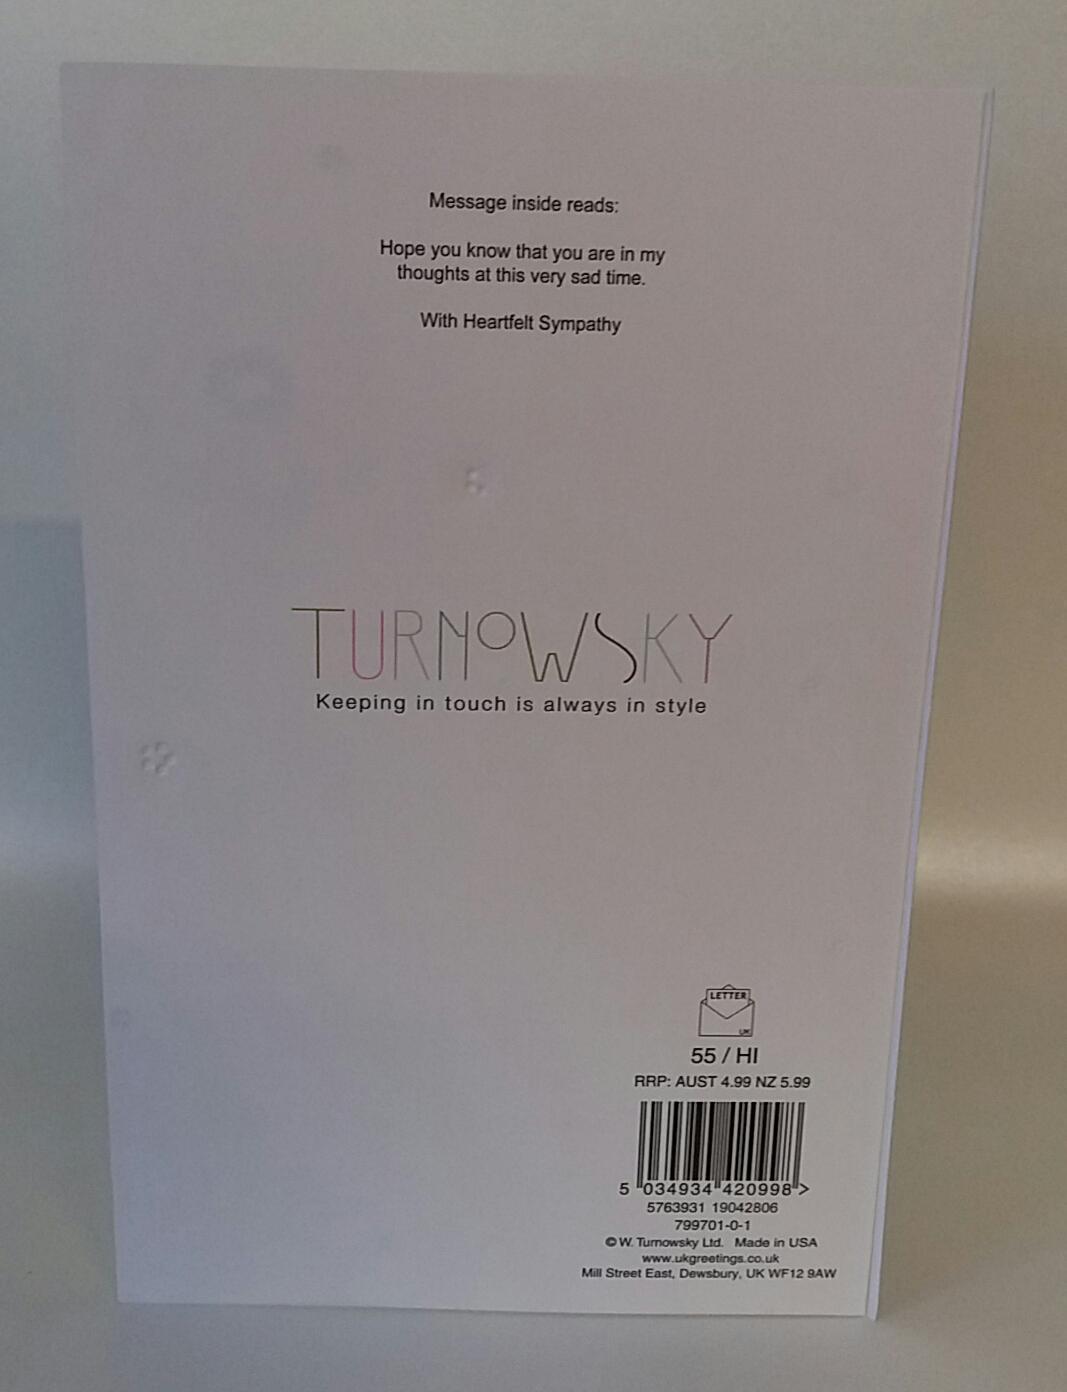 Message inside reads:
Hope you know that you are in my
thoughts at this very sad time.
With Heartfelt Sympathy
TURNOWSKY
Keeping in touch is always in style
LETTER
UK
55 / HI
RRP: AUST 4.99 NZ 5.99
5 034934 420998 >
5763931 19042806
799701-0-1
© W. Turnowsky Ltd. Made in USA
www.ukgreetings.co.uk
Mill Street East, Dewsbury, UK WF12 9AW